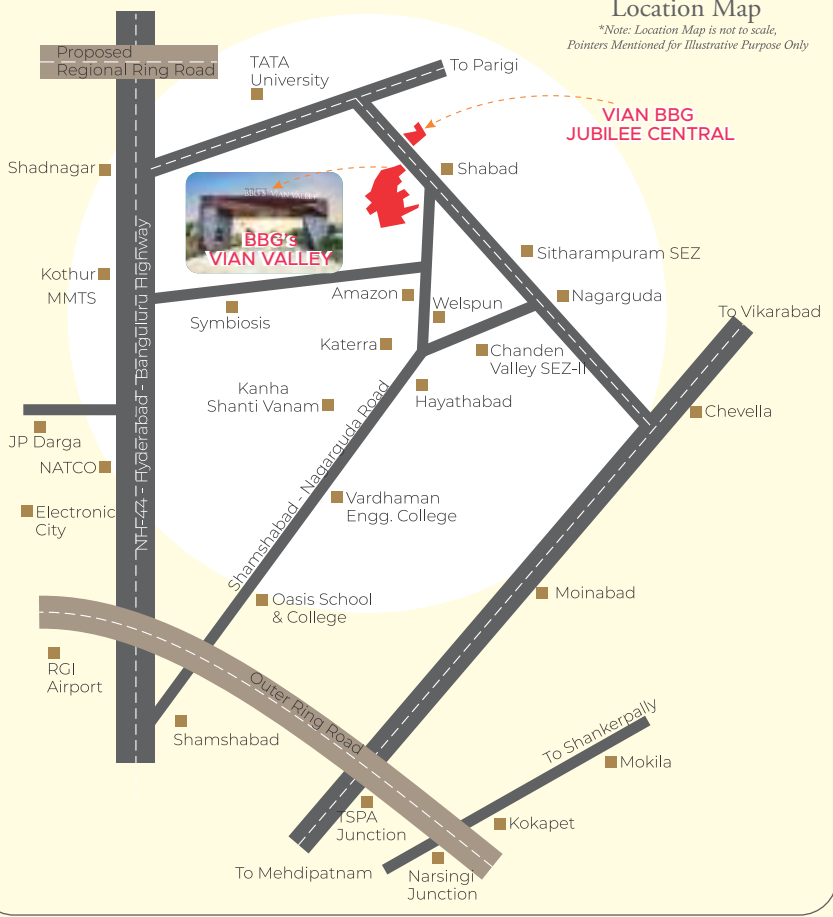 Location Map
*Note: Location Map is not to scale,
Pointers Mentioned for Illustrative Purpose Only
Proposed
Regional Ring Road
TATA
University
To Parigi
VIAN BBG
JUBILEE CENTRAL
Shadnagar
Shabad
BBG's
VIAN VALLEY
BBG's
VIAN VALLEY
Sitharampuram SEZ
Kothur
MMTS
Amazon
Nagarguda
Welspun
To Vikarabad
Symbiosis
Katerra
Chanden
Valley SEZ-II
Kanha
Shanti Vanam
Hayathabad
Chevella
JP Darga
NH-44 - Hyderabad - Banguluru Highway
NATCO
Shamshabad - Nagarguda Road
Electronic
City
Vardhaman
Engg. College
Moinabad
Oasis School
& College
RGI
Airport
Outer Ring Road
Shamshabad
To Shankerpally
Mokila
TSPA
Junction
Kokapet
To Mehdipatnam
Narsingi
Junction